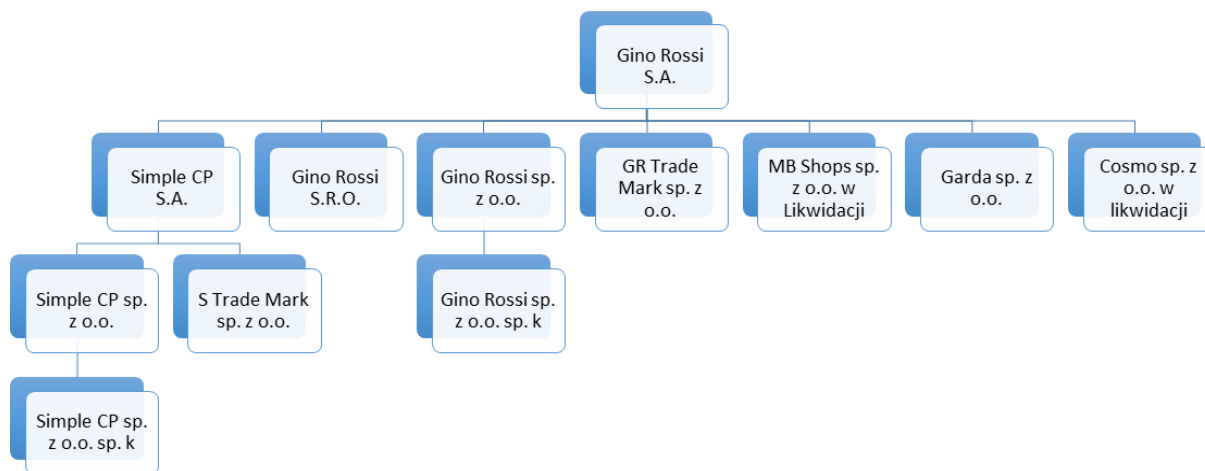 Gino Rossi
S.A.
Simple CP
S.A.
Gino Rossi
S.R.O.
Gino Rossi sp.
z o.o.
GR Trade
Mark sp. z
o.o.
MB Shops sp.
z o.o. w
Likwidacji
Garda sp. z
o.o.
Cosmo sp. z
o.o. w
likwidacji
Simple CP sp.
z o.o.
S Trade Mark
sp. z o.o.
Gino Rossi sp.
z o.o. sp. k
Simple CP sp.
z o.o. sp. k